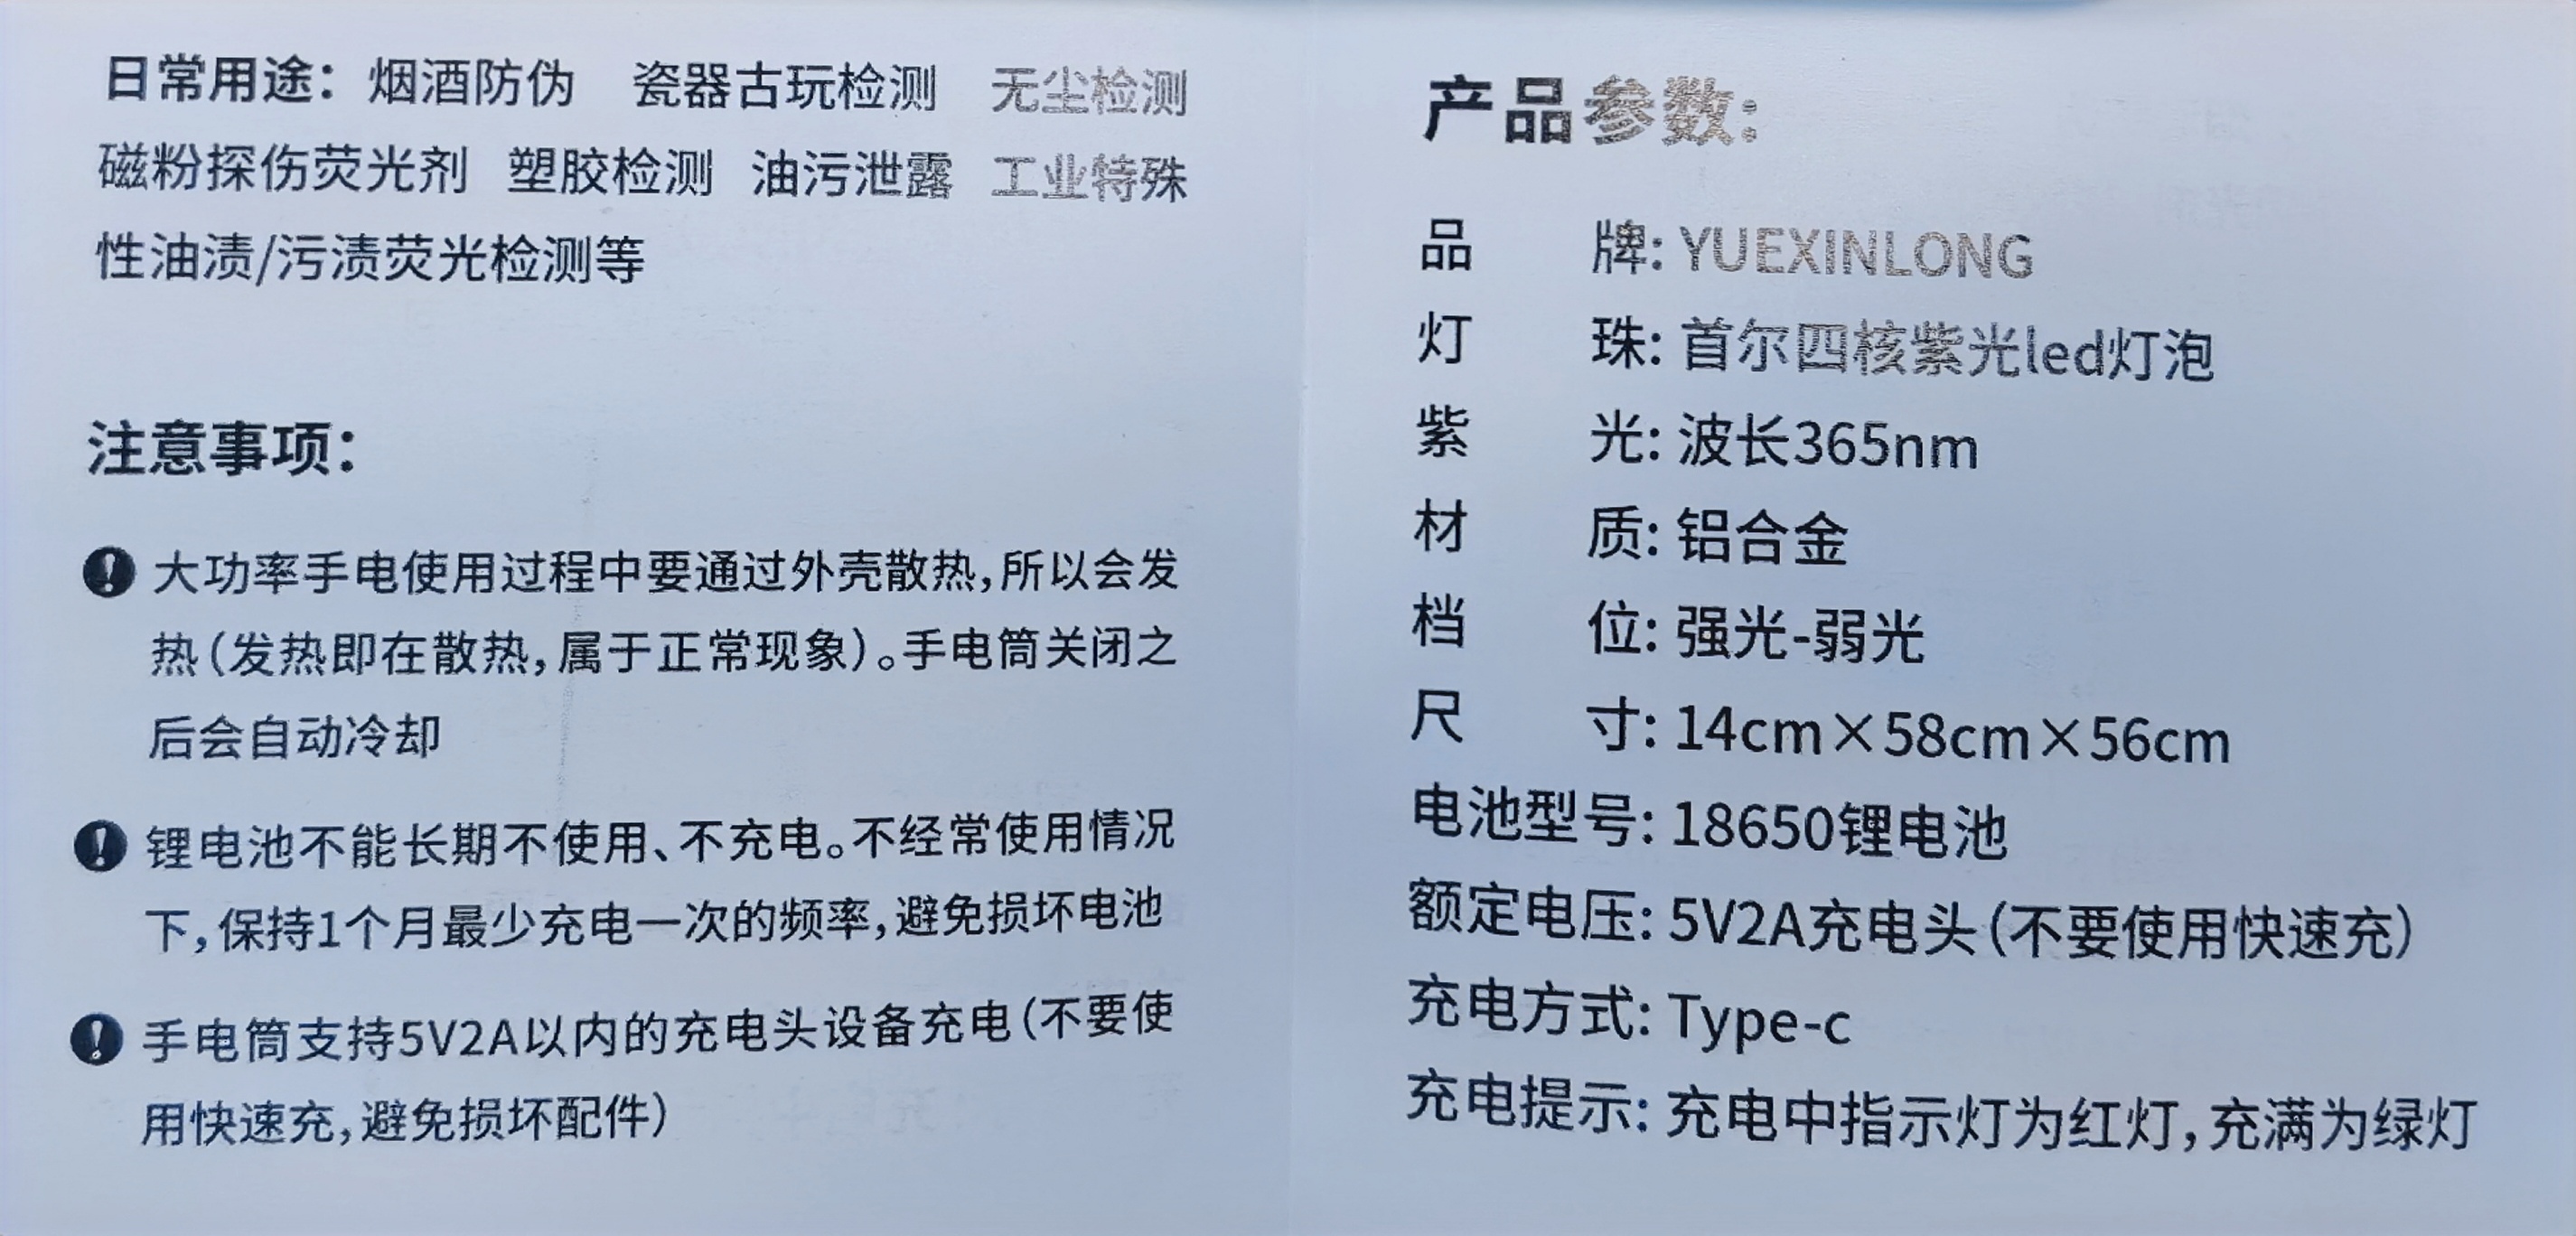 日常用途：烟酒防伪 瓷器古玩检测 无尘检测
磁粉探伤荧光剂 塑胶检测 油污泄露 工业特殊
性油渍/污渍荧光检测等
注意事项：
大功率手电使用过程中要通过外壳散热，所以会发
热（发热即在散热，属于正常现象）。手电筒关闭之
后会自动冷却
锂电池不能长期不使用、不充电。不经常使用情况
下，保持1个月最少充电一次的频率，避免损坏电池
手电筒支持5V2A以内的充电头设备充电（不要使
用快速充，避免损坏配件）
产品参数：
品 牌：YUEXINLONG
灯 珠：首尔四核紫光led灯泡
紫 光：波长365nm
材 质：铝合金
档 位：强光-弱光
尺 寸：14cm×58cm×56cm
电池型号：18650锂电池
额定电压：5V2A充电头（不要使用快速充）
充电方式：Type-c
充电提示：充电中指示灯为红灯，充满为绿灯